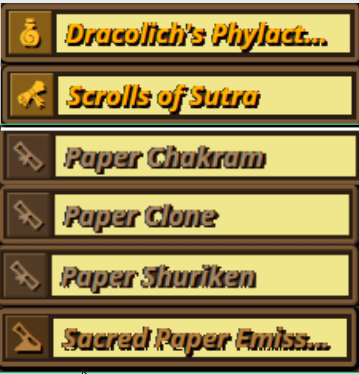 Dracolich's Phylact...
Scrolls of Sutra
Paper Chakram
Paper Clone
Paper Shuriken
Sacred Paper Emiss...